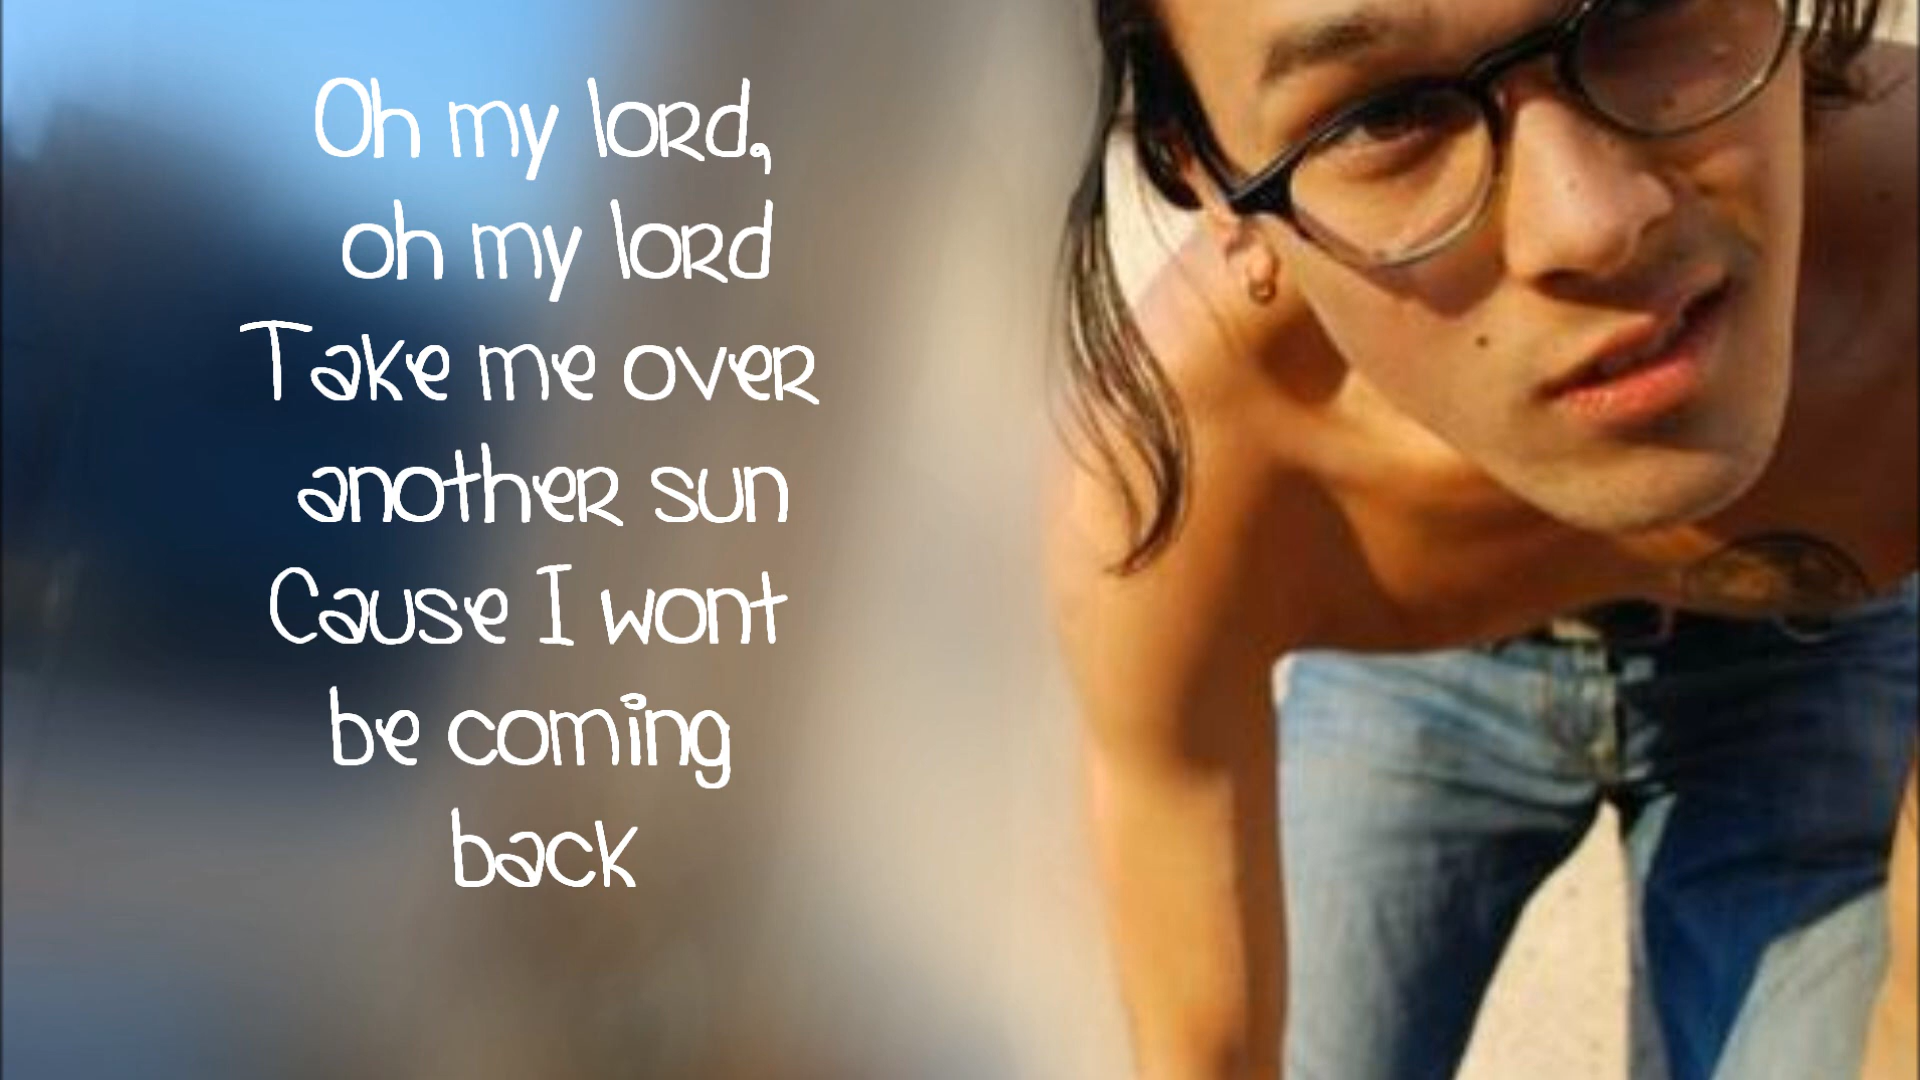 Oh my lord,
oh my lord
Take me over
another sun
Cause I wont
be coming
back